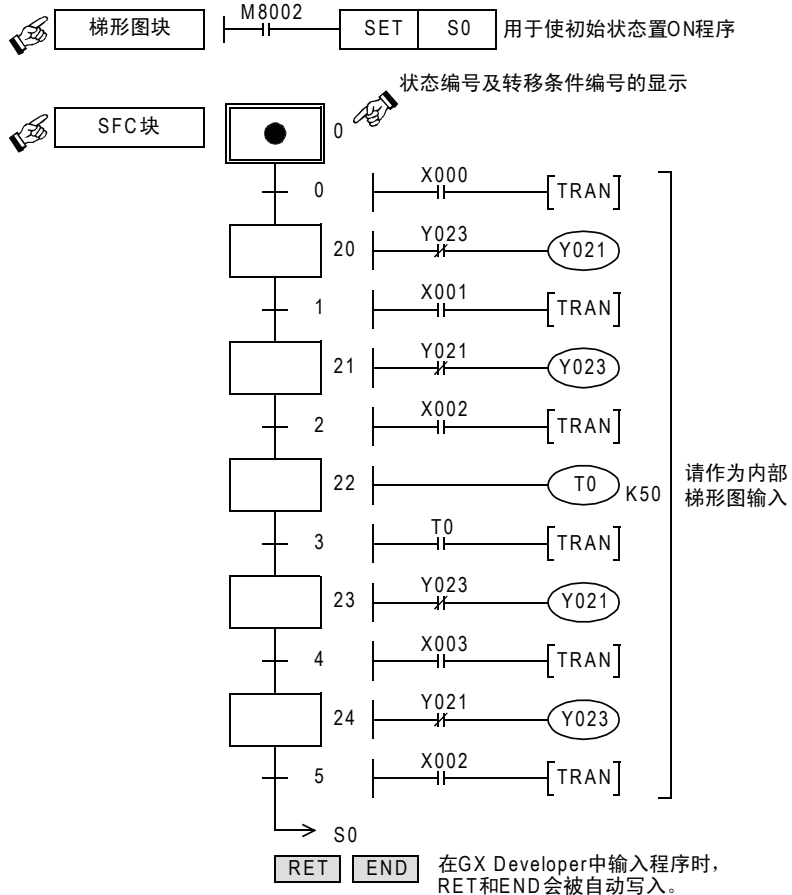 梯形图块 M8002 SET S0 用于使初始状态置ON程序
状态编号及转移条件编号的显示
SFC块 0
0 X000 TRAN
20 Y023 Y021
1 X001 TRAN
21 Y021 Y023
2 X002 TRAN
22 T0 K50
请作为内部
梯形图输入
3 T0 TRAN
23 Y023 Y021
4 X003 TRAN
24 Y021 Y023
5 X002 TRAN
S0
RET END 在GX Developer中输入程序时，
RET和END会被自动写入。